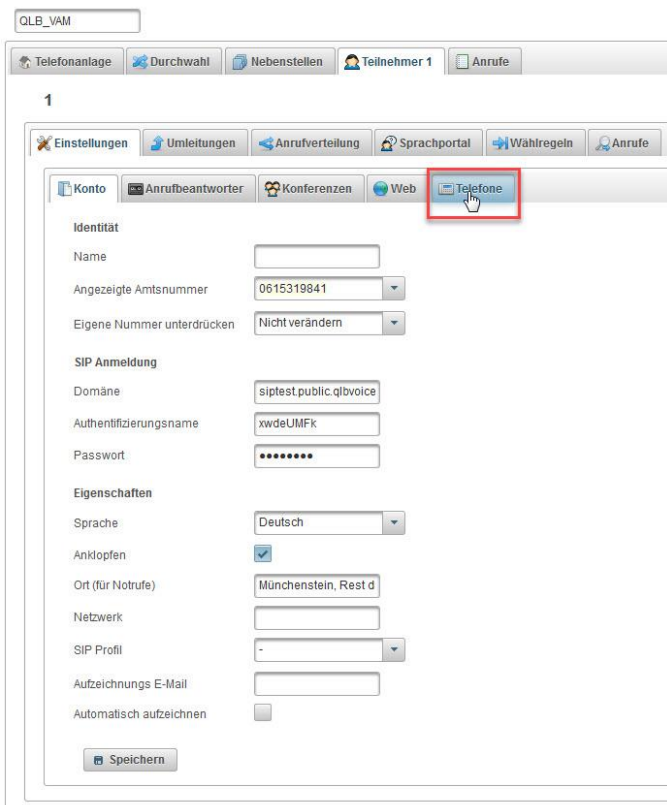 QLB_VAM
Telefonanlage Durchwahl Nebenstellen Teilnehmer 1 Anrufe
1
Einstellungen Umleitungen Anrufverteilung Sprachportal Wählregeln Anrufe
Konto Anrufbeantworter Konferenzen Web Telefone
Identität
Name
Angezeigte Amtsnummer 0615319841
Eigene Nummer unterdrücken Nicht verändern
SIP Anmeldung
Domäne siptest.public.qlbvoice
Authentifizierungsname xwdeUMFk
Passwort ••••••••
Eigenschaften
Sprache Deutsch
Anklopfen
Ort (für Notrufe) Münchenstein, Rest d
Netzwerk
SIP Profil -
Aufzeichnungs E-Mail
Automatisch aufzeichnen
Speichern